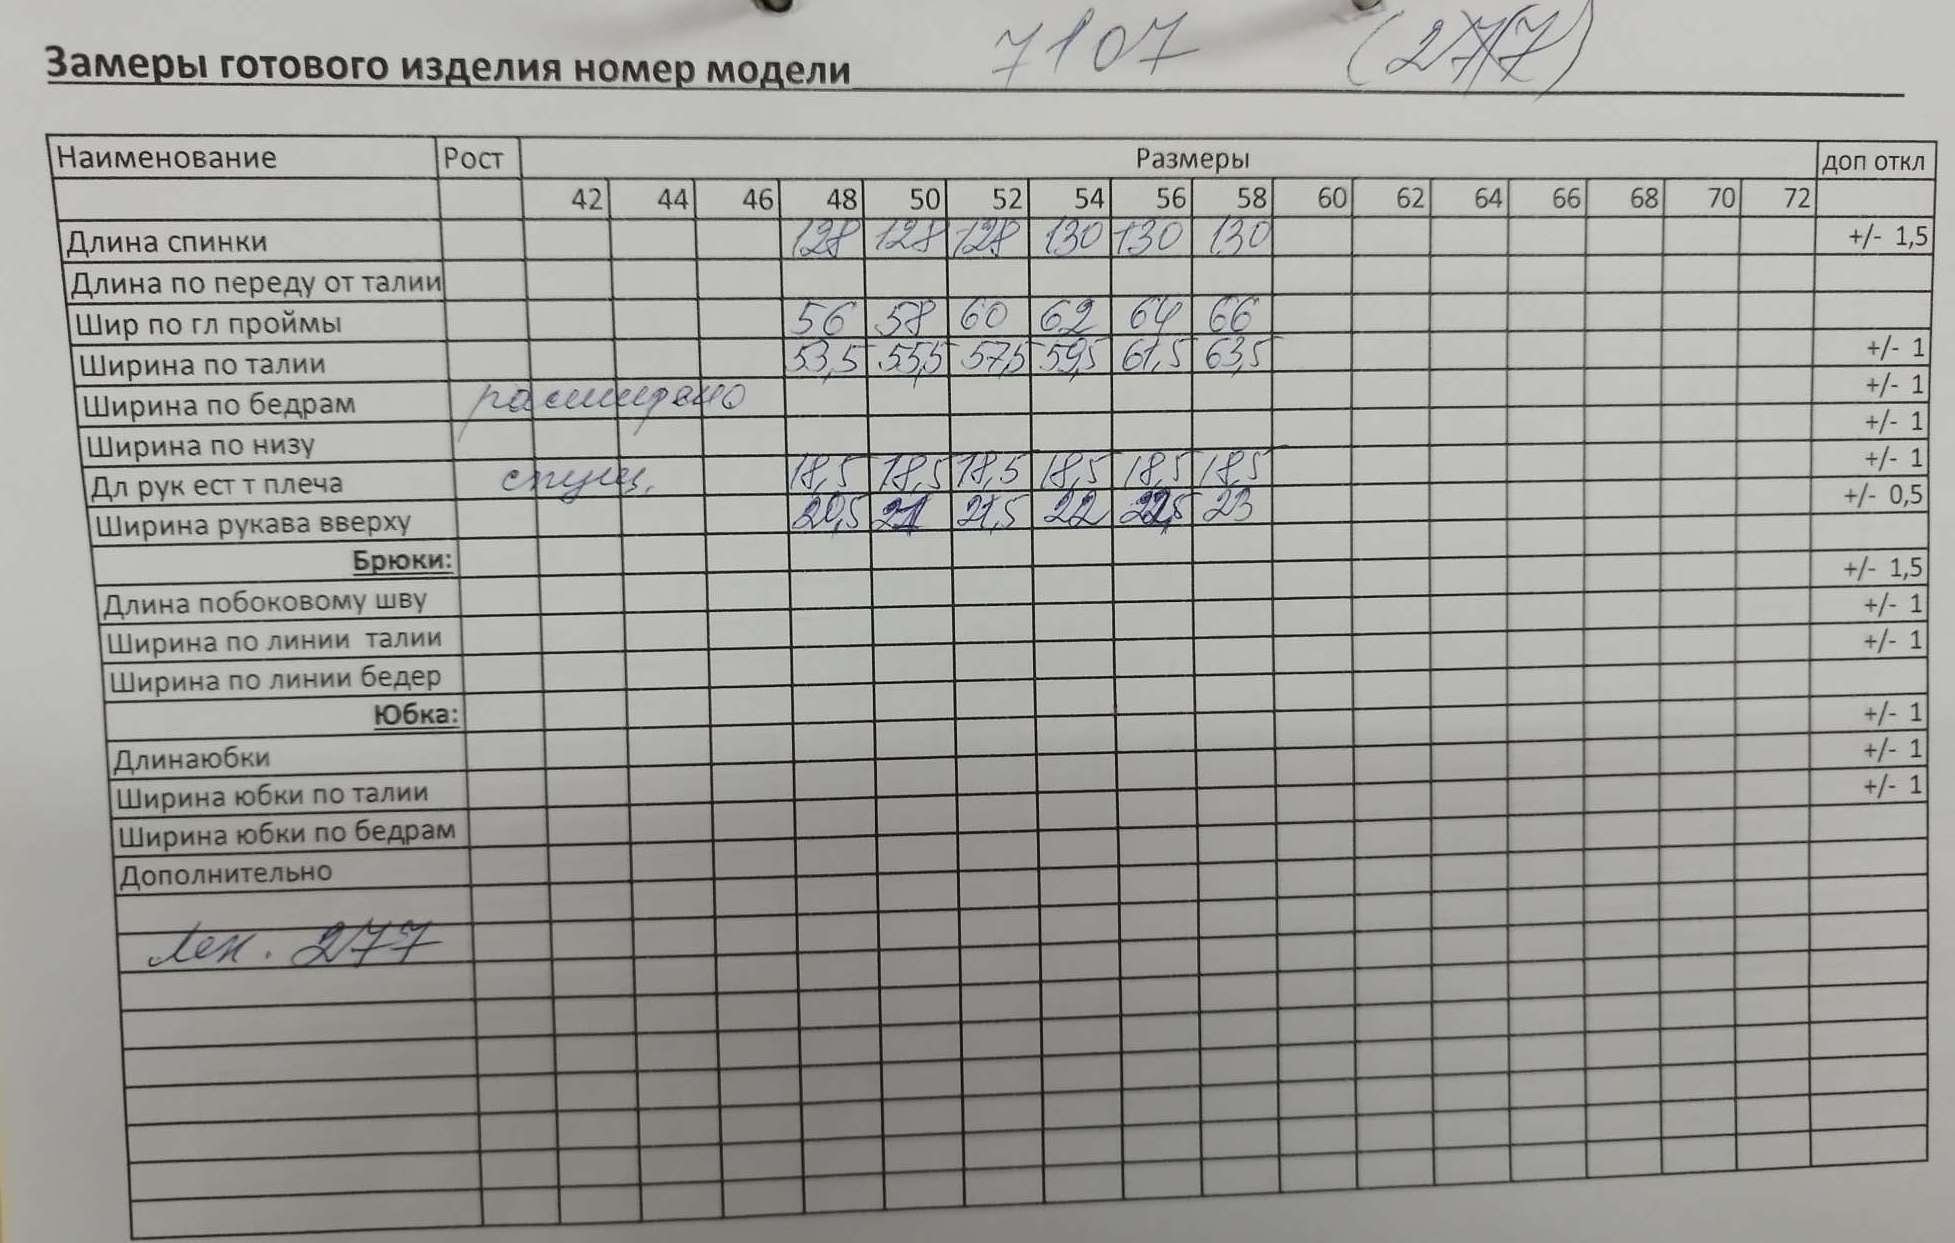 Замеры готового изделия номер модели 7107 (277)
Наименование Рост Размеры доп откл
42 44 46 48 50 52 54 56 58 60 62 64 66 68 70 72
Длина спинки 128 128 128 130 130 130 +/- 1,5
Длина по переду от талии
Шир по гл проймы 56 58 60 62 64 66
Ширина по талии 53,5 55,5 57,5 59,5 61,5 63,5 +/- 1
Ширина по бедрам расширено +/- 1
Ширина по низу +/- 1
Дл рук ест т плеча спущ. 18,5 18,5 18,5 18,5 18,5 18,5 +/- 1
Ширина рукава вверху 20,5 21 21,5 22 22,5 23 +/- 0,5
Брюки:
Длина побоковому шву +/- 1,5
Ширина по линии талии +/- 1
Ширина по линии бедер +/- 1
Юбка:
Длинаюбки +/- 1
Ширина юбки по талии +/- 1
Ширина юбки по бедрам +/- 1
Дополнительно
лек. 277